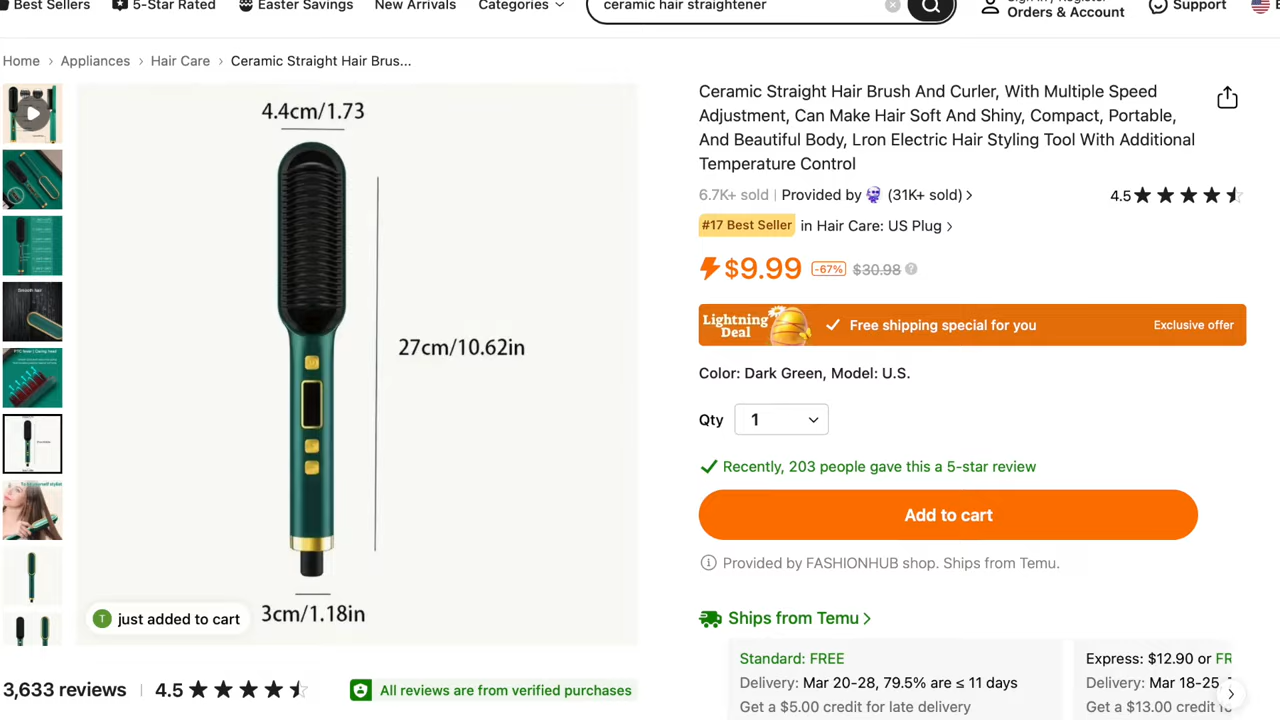 Best Sellers
5-Star Rated
Easter Savings
New Arrivals
Categories
ceramic hair straightener
Orders & Account
Support
Home › Appliances › Hair Care › Ceramic Straight Hair Brus...
4.4cm/1.73
27cm/10.62in
3cm/1.18in
T just added to cart
3,633 reviews
4.5
All reviews are from verified purchases
Ceramic Straight Hair Brush And Curler, With Multiple Speed
Adjustment, Can Make Hair Soft And Shiny, Compact, Portable,
And Beautiful Body, Lron Electric Hair Styling Tool With Additional
Temperature Control
6.7K+ sold | Provided by (31K+ sold) ›
4.5
#17 Best Seller in Hair Care: US Plug ›
$9.99 -67% $30.98
Lightning
Deal
Free shipping special for you
Exclusive offer
Color: Dark Green, Model: U.S.
Qty 1
Recently, 203 people gave this a 5-star review
Add to cart
Provided by FASHIONHUB shop. Ships from Temu.
Ships from Temu ›
Standard: FREE
Delivery: Mar 20-28, 79.5% are ≤ 11 days
Get a $5.00 credit for late delivery
Express: $12.90 or FR
Delivery: Mar 18-25,
Get a $13.00 credit